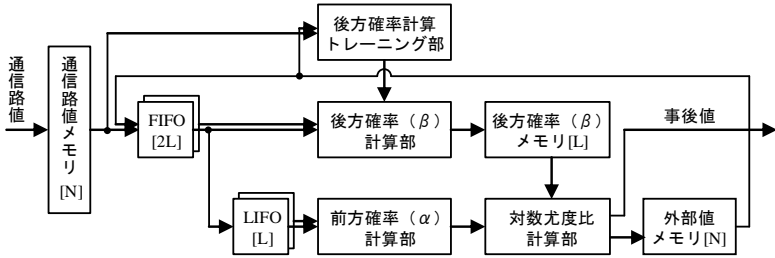 通信路値
通信路値メモリ
[N]
FIFO
[2L]
LIFO
[L]
後方確率計算
トレーニング部
後方確率（β）
計算部
前方確率（α）
計算部
後方確率（β）
メモリ[L]
対数尤度比
計算部
事後値
外部値
メモリ[N]